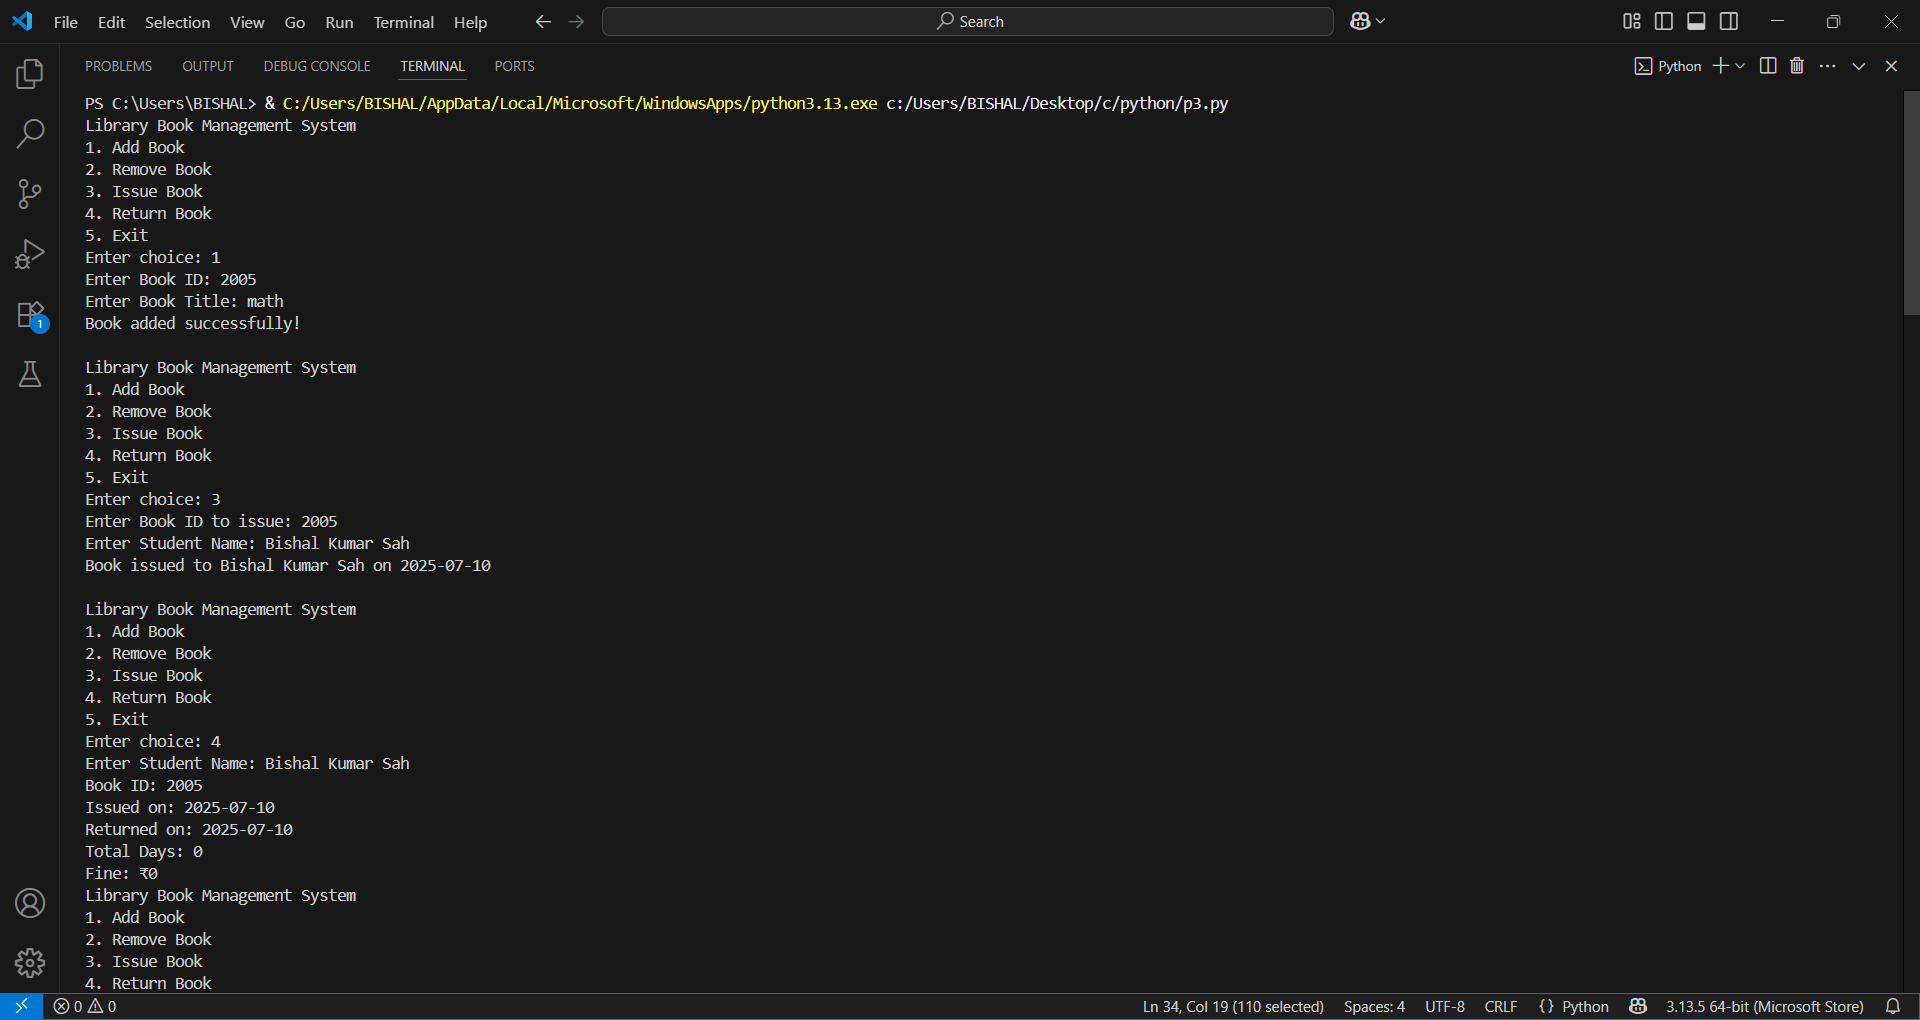 File Edit Selection View Go Run Terminal Help
Search
PROBLEMS OUTPUT DEBUG CONSOLE TERMINAL PORTS
Python
PS C:\Users\BISHAL> & C:/Users/BISHAL/AppData/Local/Microsoft/WindowsApps/python3.13.exe c:/Users/BISHAL/Desktop/c/python/p3.py
Library Book Management System
1. Add Book
2. Remove Book
3. Issue Book
4. Return Book
5. Exit
Enter choice: 1
Enter Book ID: 2005
Enter Book Title: math
Book added successfully!
Library Book Management System
1. Add Book
2. Remove Book
3. Issue Book
4. Return Book
5. Exit
Enter choice: 3
Enter Book ID to issue: 2005
Enter Student Name: Bishal Kumar Sah
Book issued to Bishal Kumar Sah on 2025-07-10
Library Book Management System
1. Add Book
2. Remove Book
3. Issue Book
4. Return Book
5. Exit
Enter choice: 4
Enter Student Name: Bishal Kumar Sah
Book ID: 2005
Issued on: 2025-07-10
Returned on: 2025-07-10
Total Days: 0
Fine: ₹0
Library Book Management System
1. Add Book
2. Remove Book
3. Issue Book
4. Return Book
1
0 0 Ln 34, Col 19 (110 selected) Spaces: 4 UTF-8 CRLF {} Python 3.13.5 64-bit (Microsoft Store)